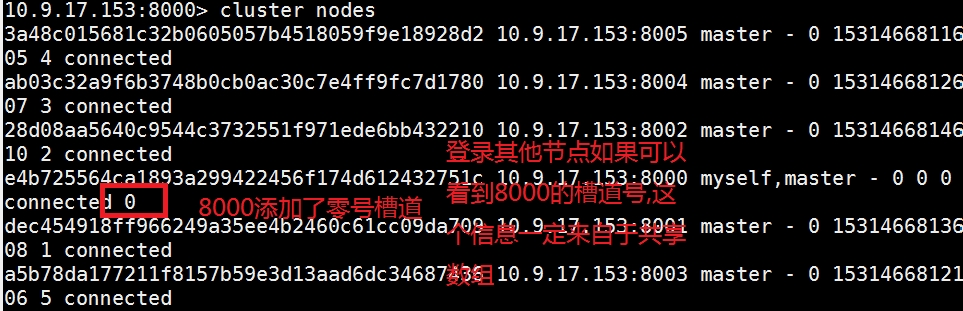 10.9.17.153:8000> cluster nodes
3a48c015681c32b0605057b4518059f9e18928d2 10.9.17.153:8005 master - 0 15314668116
05 4 connected
ab03c32a9f6b3748b0cb0ac30c7e4ff9fc7d1780 10.9.17.153:8004 master - 0 15314668126
07 3 connected
28d08aa5640c9544c3732551f971ede6bb432210 10.9.17.153:8002 master - 0 15314668146
10 2 connected
e4b725564ca1893a299422456f174d612432751c 10.9.17.153:8000 myself,master - 0 0 0
connected 0
dec454918ff966249a35ee4b2460c61cc09da709 10.9.17.153:8001 master - 0 15314668136
08 1 connected
a5b78da177211f8157b59e3d13aad6dc34687436 10.9.17.153:8003 master - 0 15314668121
06 5 connected
8000添加了零号槽道
登录其他节点如果可以
看到8000的槽道号,这
个信息一定来自于共享
数组